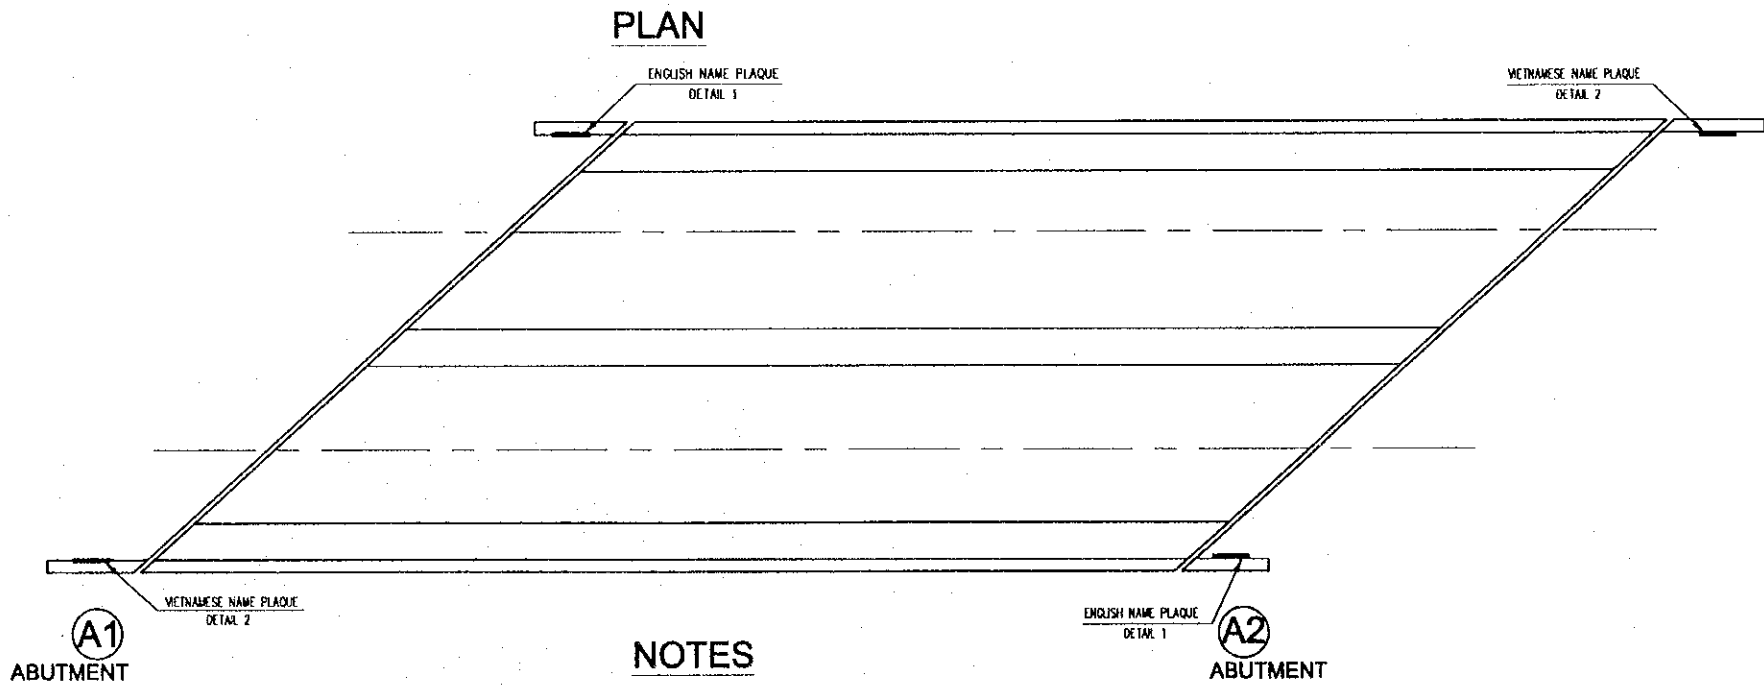 PLAN
ENGLISH NAME PLAQUE
DETAIL 1
VIETNAMESE NAME PLAQUE
DETAIL 2
VIETNAMESE NAME PLAQUE
DETAIL 2
ENGLISH NAME PLAQUE
DETAIL 1
A1
ABUTMENT
NOTES
A2
ABUTMENT